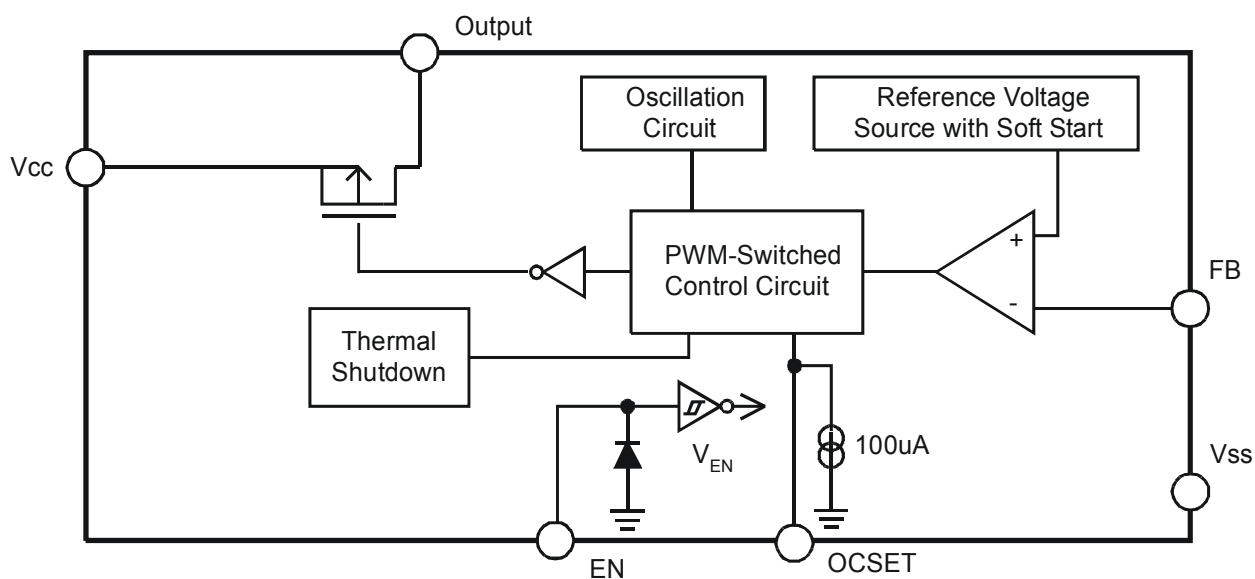 Output
Oscillation
Circuit
Reference Voltage
Source with Soft Start
Vcc
+
PWM-Switched
Control Circuit
FB
-
Thermal
Shutdown
VEN
100uA
Vss
EN
OCSET